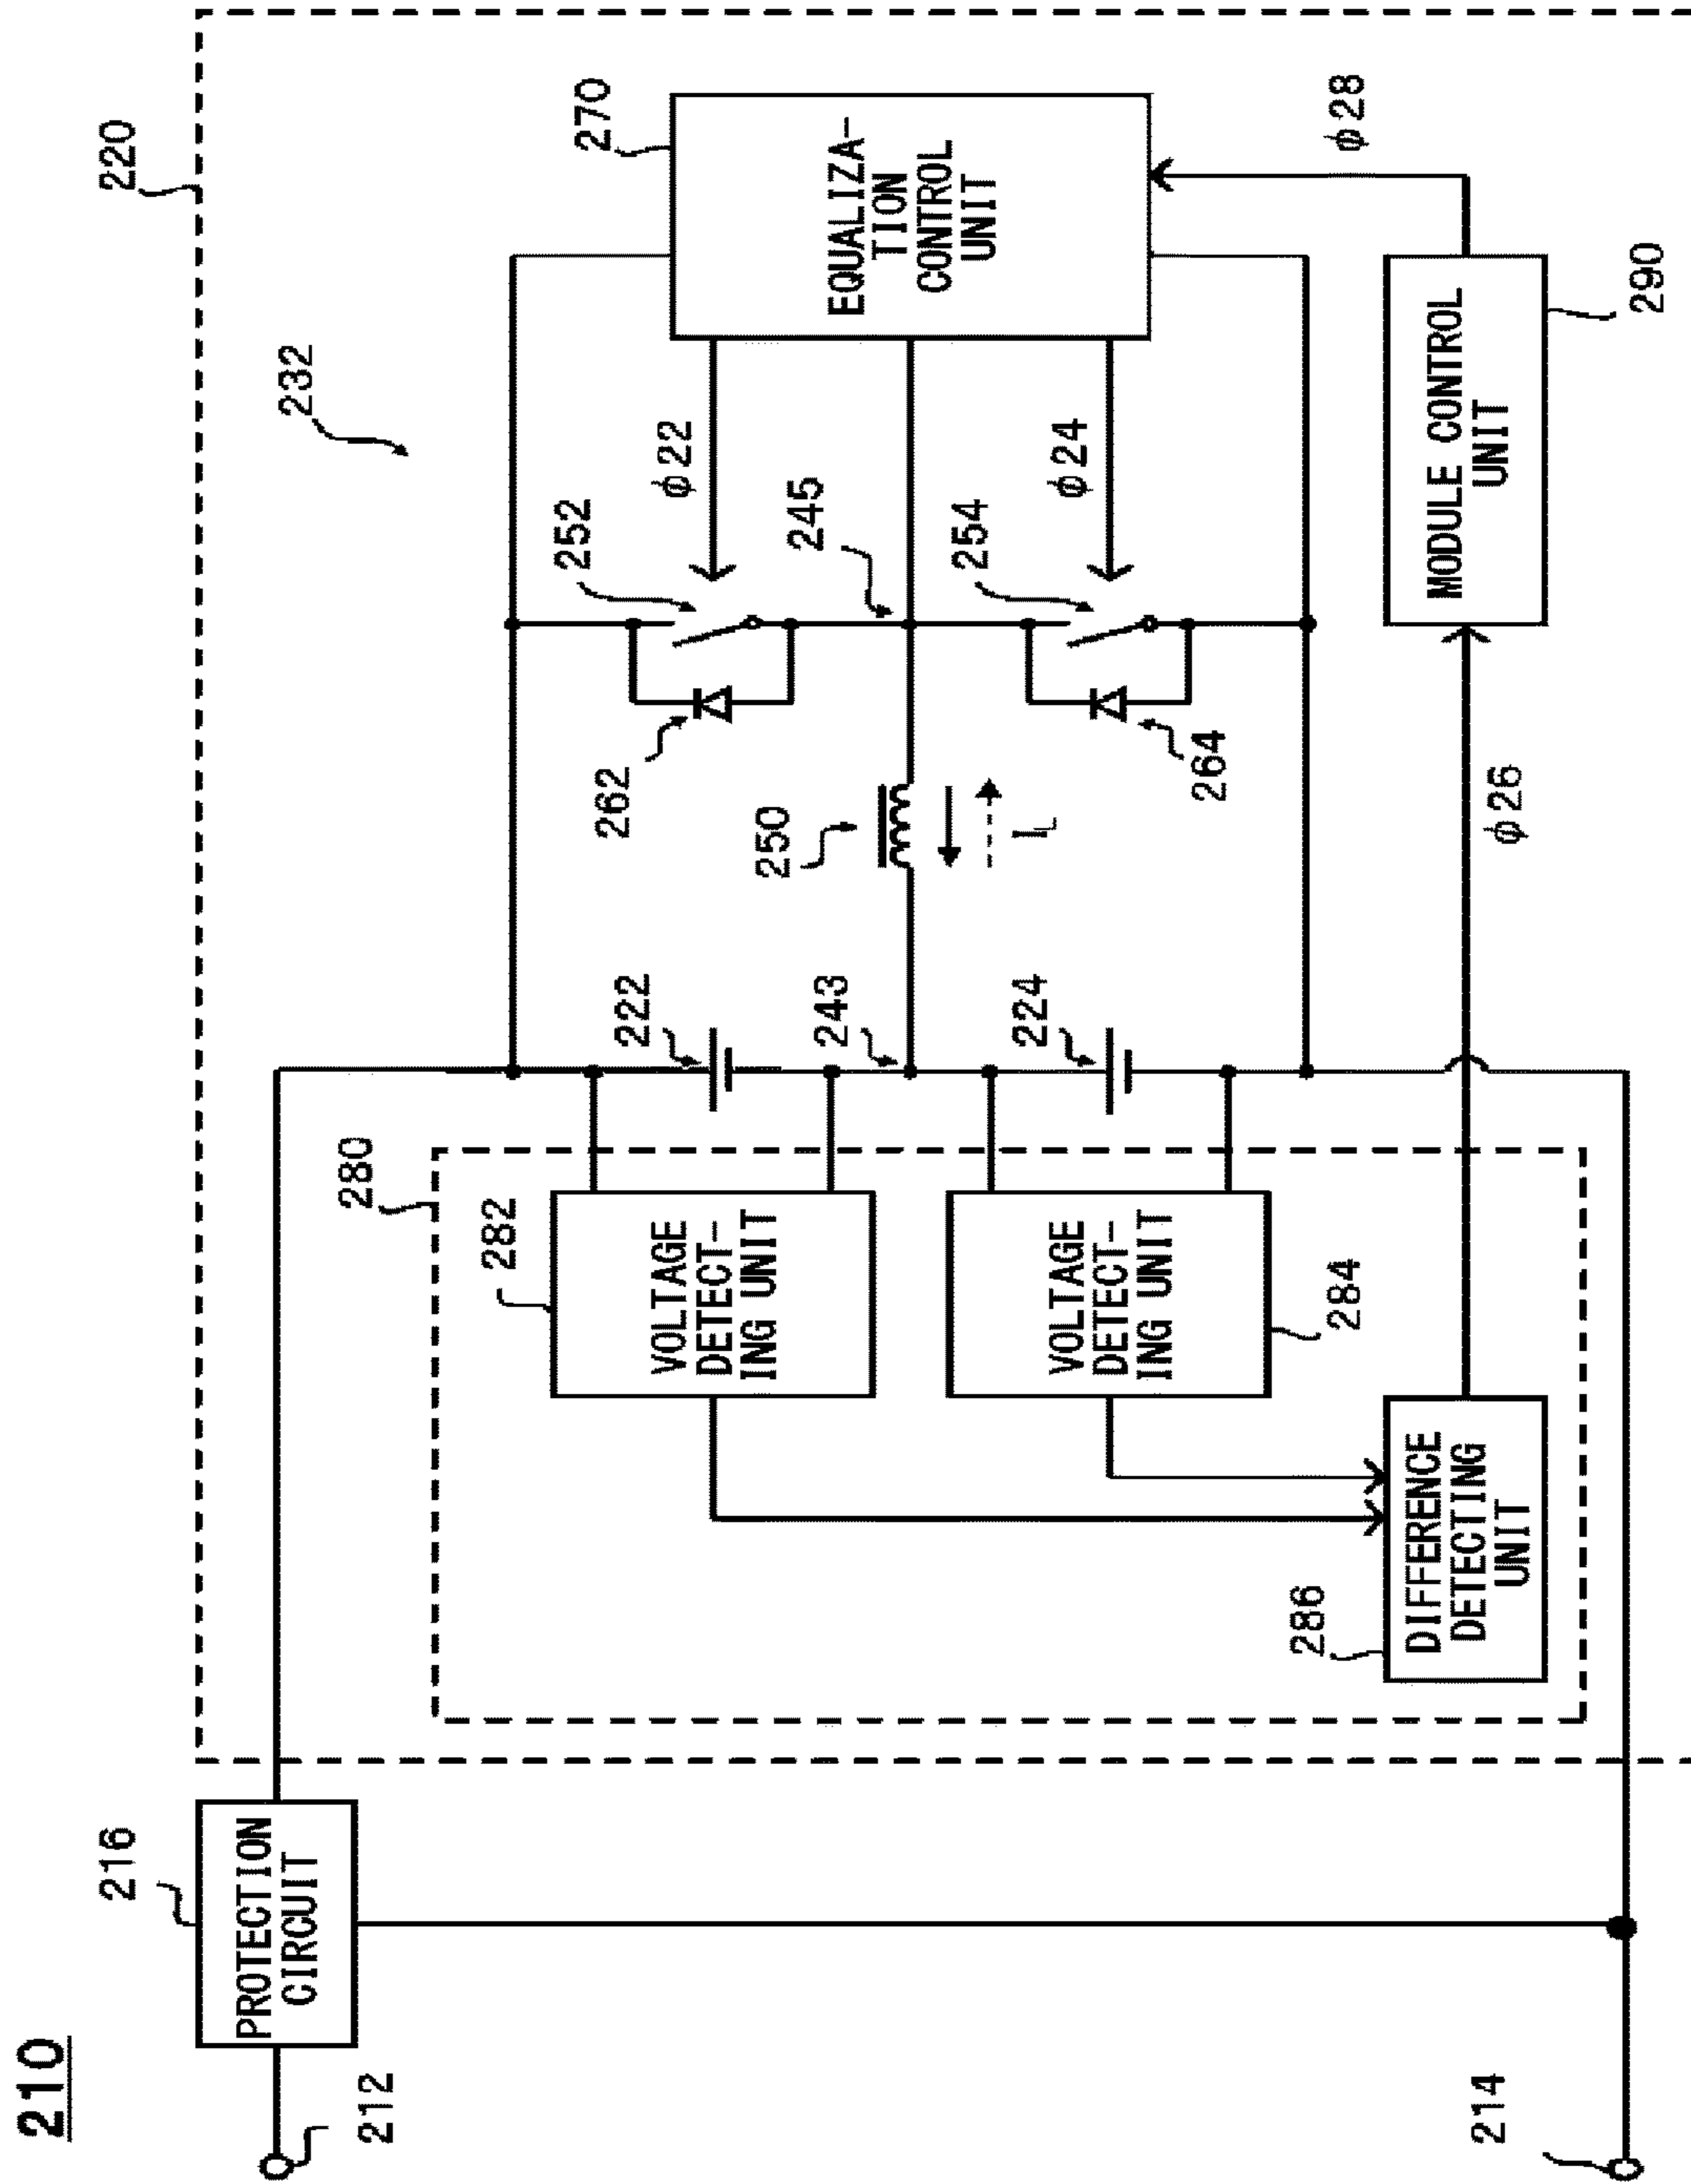 210
220
216
PROTECTION
CIRCUIT
212
214
232
280
282
VOLTAGE
DETECT-
ING UNIT
VOLTAGE
DETECT-
ING UNIT
284
286
DIFFERENCE
DETECTING
UNIT
222
243
224
250
IL
262
264
252
245
254
φ22
φ24
270
EQUALIZA-
TION
CONTROL
UNIT
φ26
MODULE CONTROL
UNIT
290
φ28